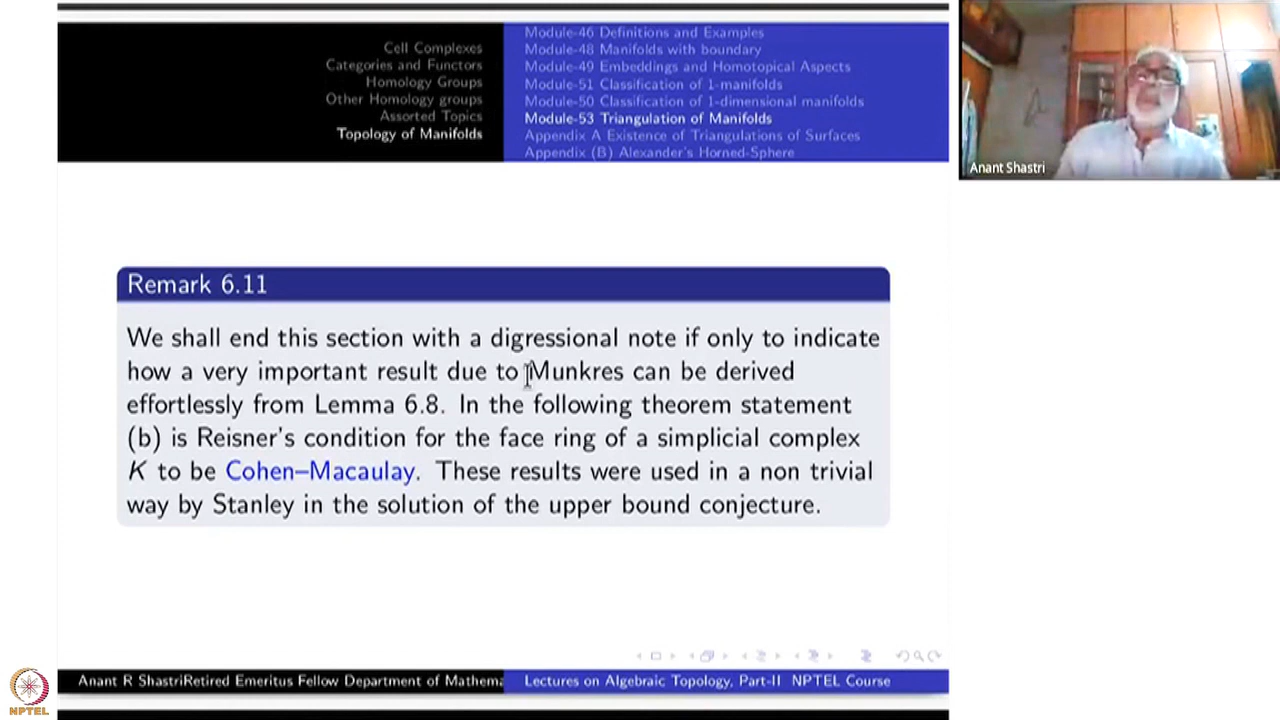 Cell Complexes
Categories and Functors
Homology Groups
Other Homology groups
Assorted Topics
Topology of Manifolds
Module-46 Definitions and Examples
Module-48 Manifolds with boundary
Module-49 Embeddings and Homotopical Aspects
Module-51 Classification of 1-manifolds
Module-50 Classification of 1-dimensional manifolds
Module-53 Triangulation of Manifolds
Appendix A Existence of Triangulations of Surfaces
Appendix (B) Alexander's Horned-Sphere
Anant Shastri
Remark 6.11
We shall end this section with a digressional note if only to indicate
how a very important result due to Munkres can be derived
effortlessly from Lemma 6.8. In the following theorem statement
(b) is Reisner's condition for the face ring of a simplicial complex
K to be Cohen–Macaulay. These results were used in a non trivial
way by Stanley in the solution of the upper bound conjecture.
Anant R ShastriRetired Emeritus Fellow Department of Mathema
Lectures on Algebraic Topology, Part-II NPTEL Course
NPTEL